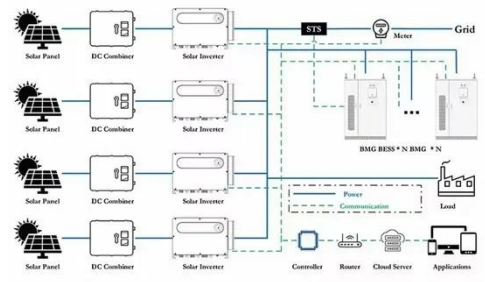 STS
Meter
Grid
Solar Panel
DC Combiner
Solar Inverter
Solar Panel
DC Combiner
Solar Inverter
BMG BESS * N BMG * N
Solar Panel
DC Combiner
Solar Inverter
Power
Communication
Load
Solar Panel
DC Combiner
Solar Inverter
Controller
Router
Cloud Server
Applications